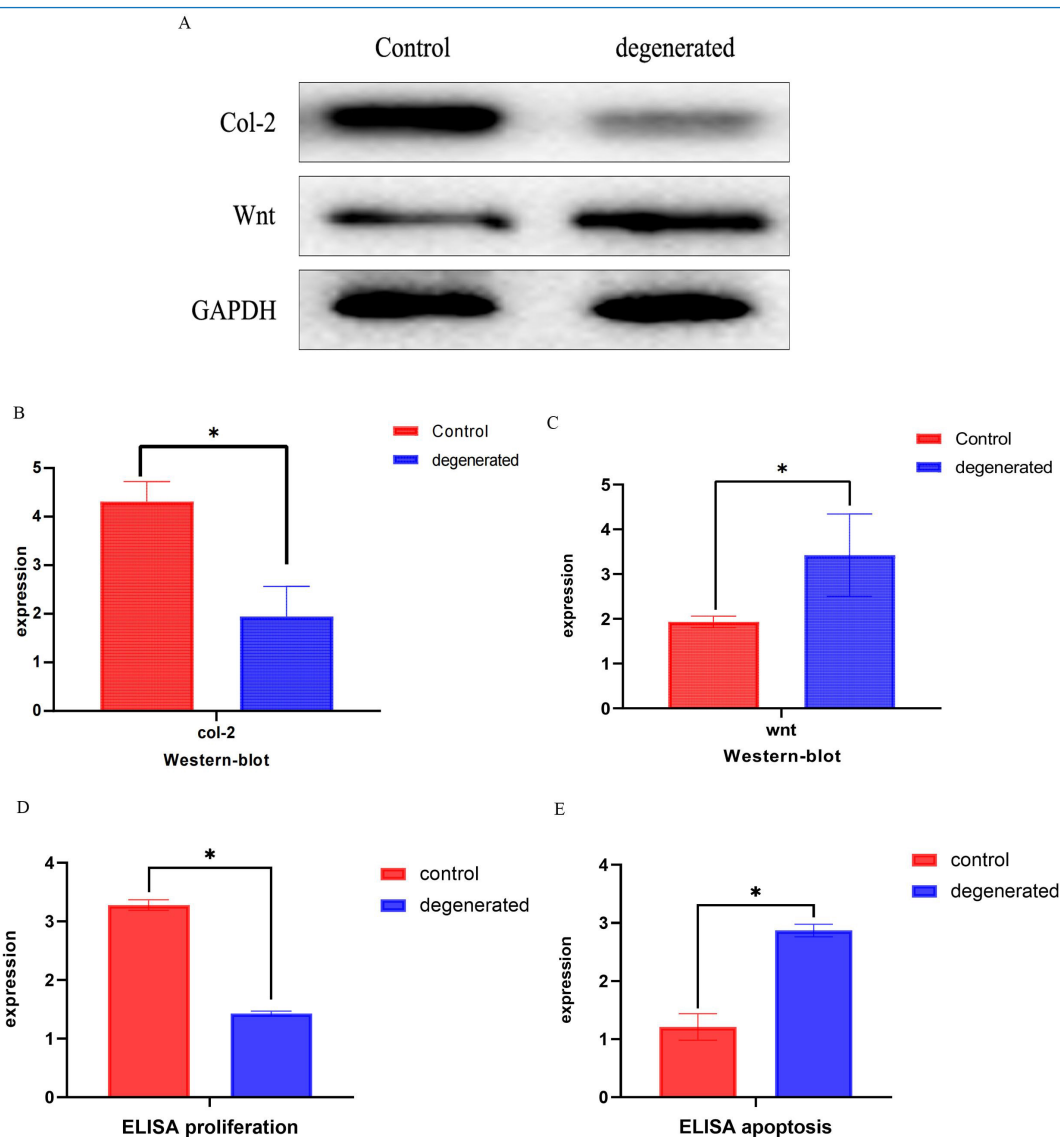 A
Control degenerated
Col-2
Wnt
GAPDH
B
*
Control
degenerated
5
4
3
2
1
0
expression
col-2
Western-blot
C
*
Control
degenerated
5
4
3
2
1
0
expression
wnt
Western-blot
D
*
control
degenerated
4
3
2
1
0
expression
ELISA proliferation
E
*
control
degenerated
4
3
2
1
0
expression
ELISA apoptosis